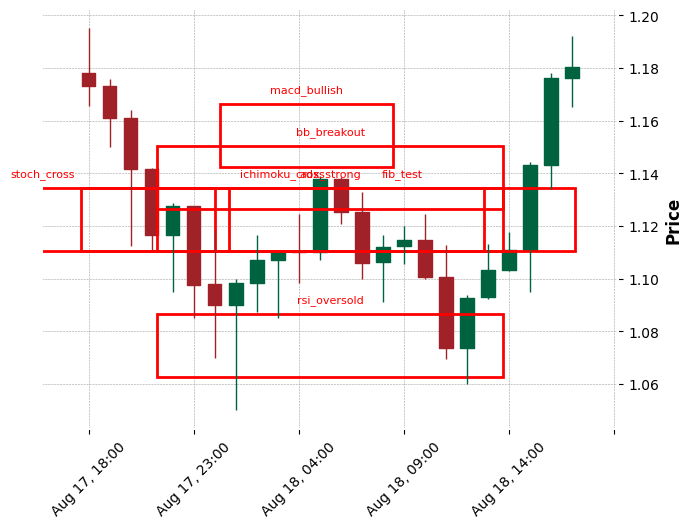 1.20
1.18
macd_bullish
1.16
bb_breakout
stoch_cross
fib_test
1.14
1.12
Price
1.10
rsi_oversold
1.08
1.06
Aug 17, 18:00
Aug 17, 23:00
Aug 18, 04:00
Aug 18, 09:00
Aug 18, 14:00